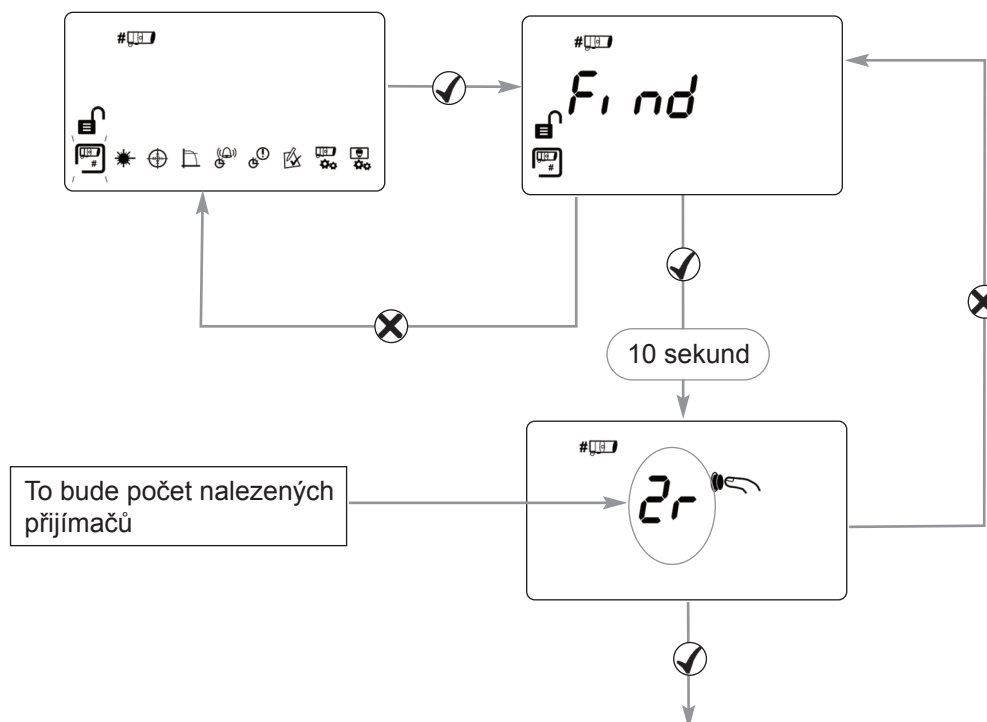 #
#
Find
#
#
10 sekund
#
2r
To bude počet nalezených
přijímačů